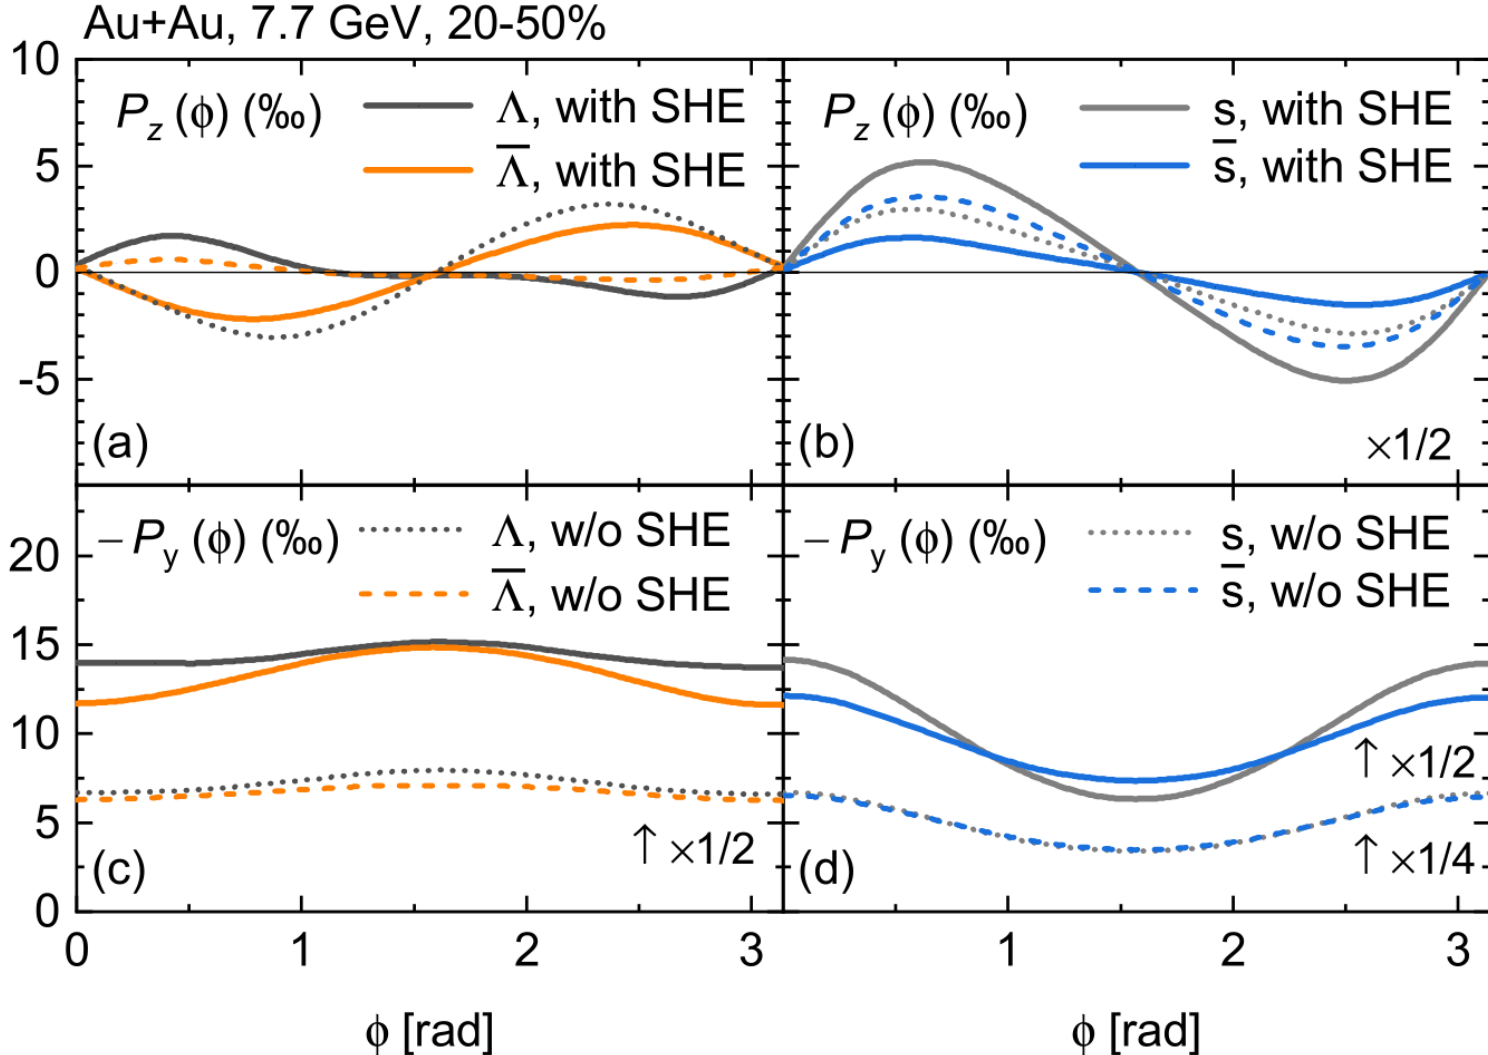 Au+Au, 7.7 GeV, 20-50%
10
5
0
-5
P_z (ϕ) (‰)
Λ, with SHE
Λ̅, with SHE
(a)
P_z (ϕ) (‰)
s, with SHE
s̅, with SHE
(b)
×1/2
20
15
10
5
0
− P_y (ϕ) (‰)
Λ, w/o SHE
Λ̅, w/o SHE
↑ ×1/2
(c)
− P_y (ϕ) (‰)
s, w/o SHE
s̅, w/o SHE
↑ ×1/2
↑ ×1/4
(d)
0 1 2 3
1 2 3
ϕ [rad]
ϕ [rad]